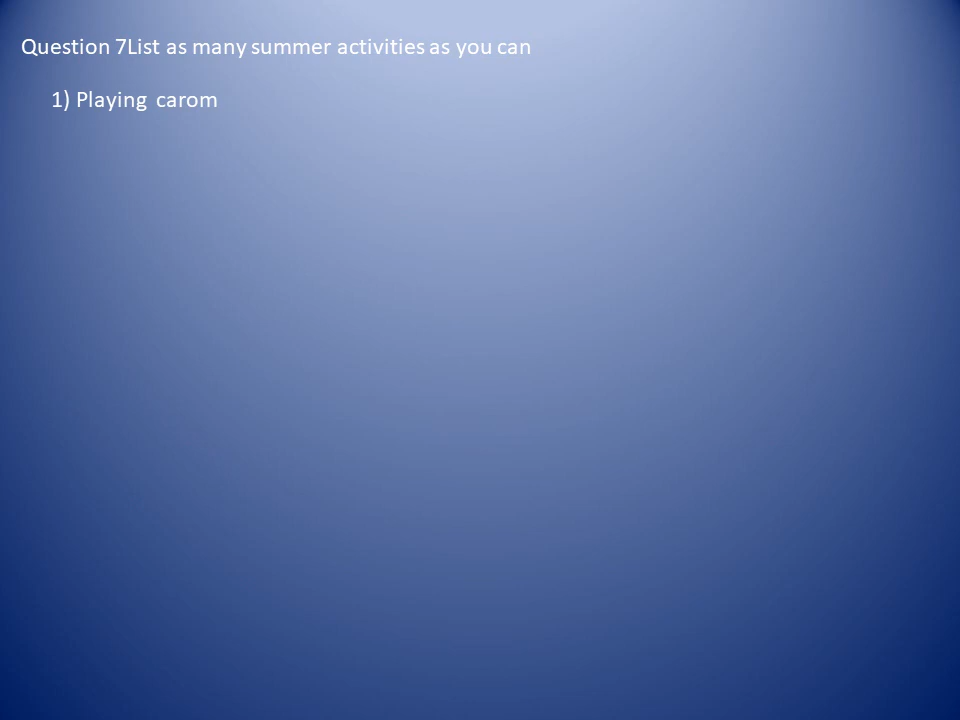 Question 7List as many summer activities as you can
1) Playing carom